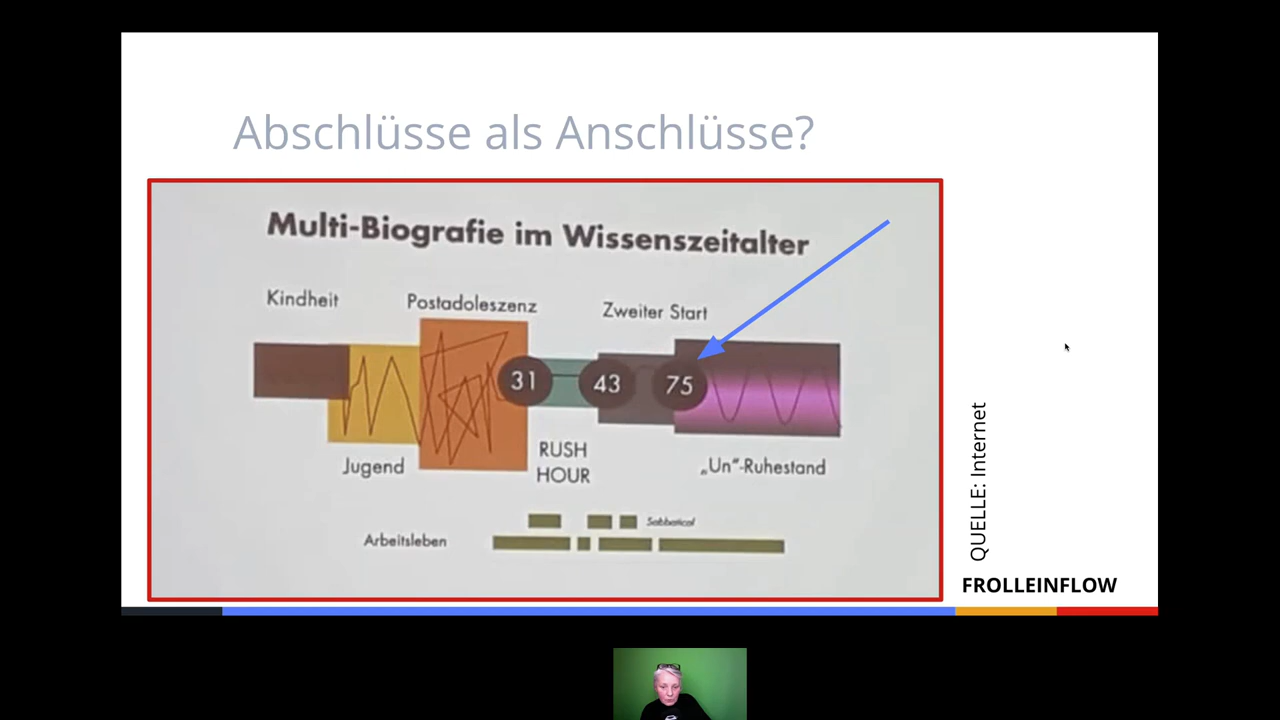 Abschlüsse als Anschlüsse?
Multi-Biografie im Wissenszeitalter
Kindheit
Postadoleszenz
Zweiter Start
31
43
75
Jugend
RUSH
HOUR
„Un“-Ruhestand
Sabbatical
Arbeitsleben
QUELLE: Internet
FROLLEINFLOW